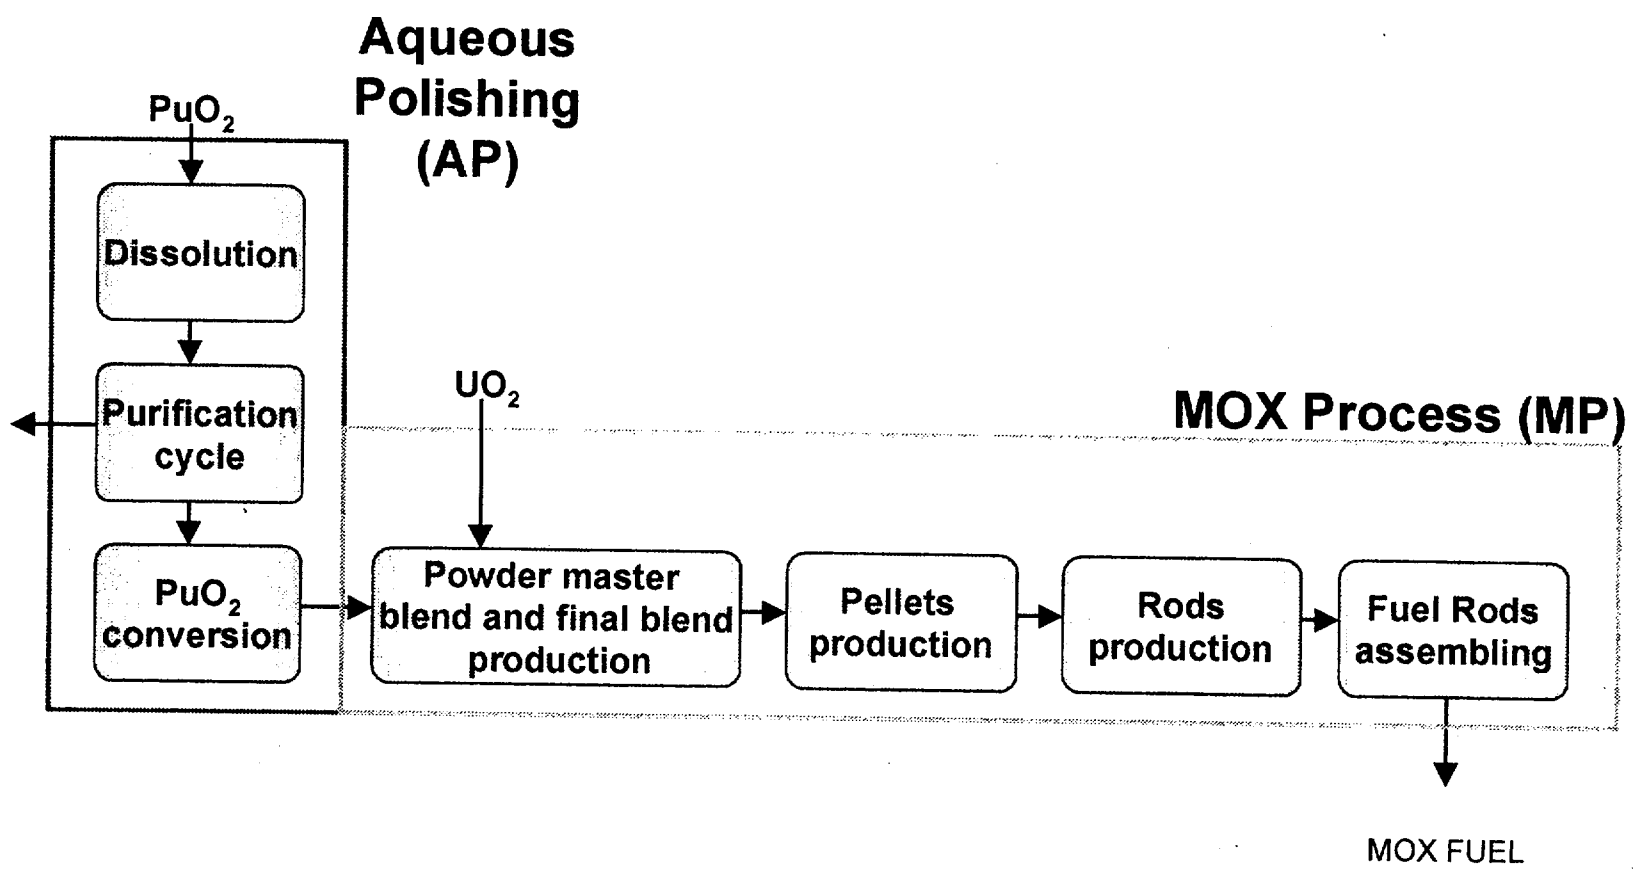 Aqueous
Polishing
(AP)
PuO₂
Dissolution
Purification
cycle
PuO₂
conversion
UO₂
MOX Process (MP)
Powder master
blend and final blend
production
Pellets
production
Rods
production
Fuel Rods
assembling
MOX FUEL